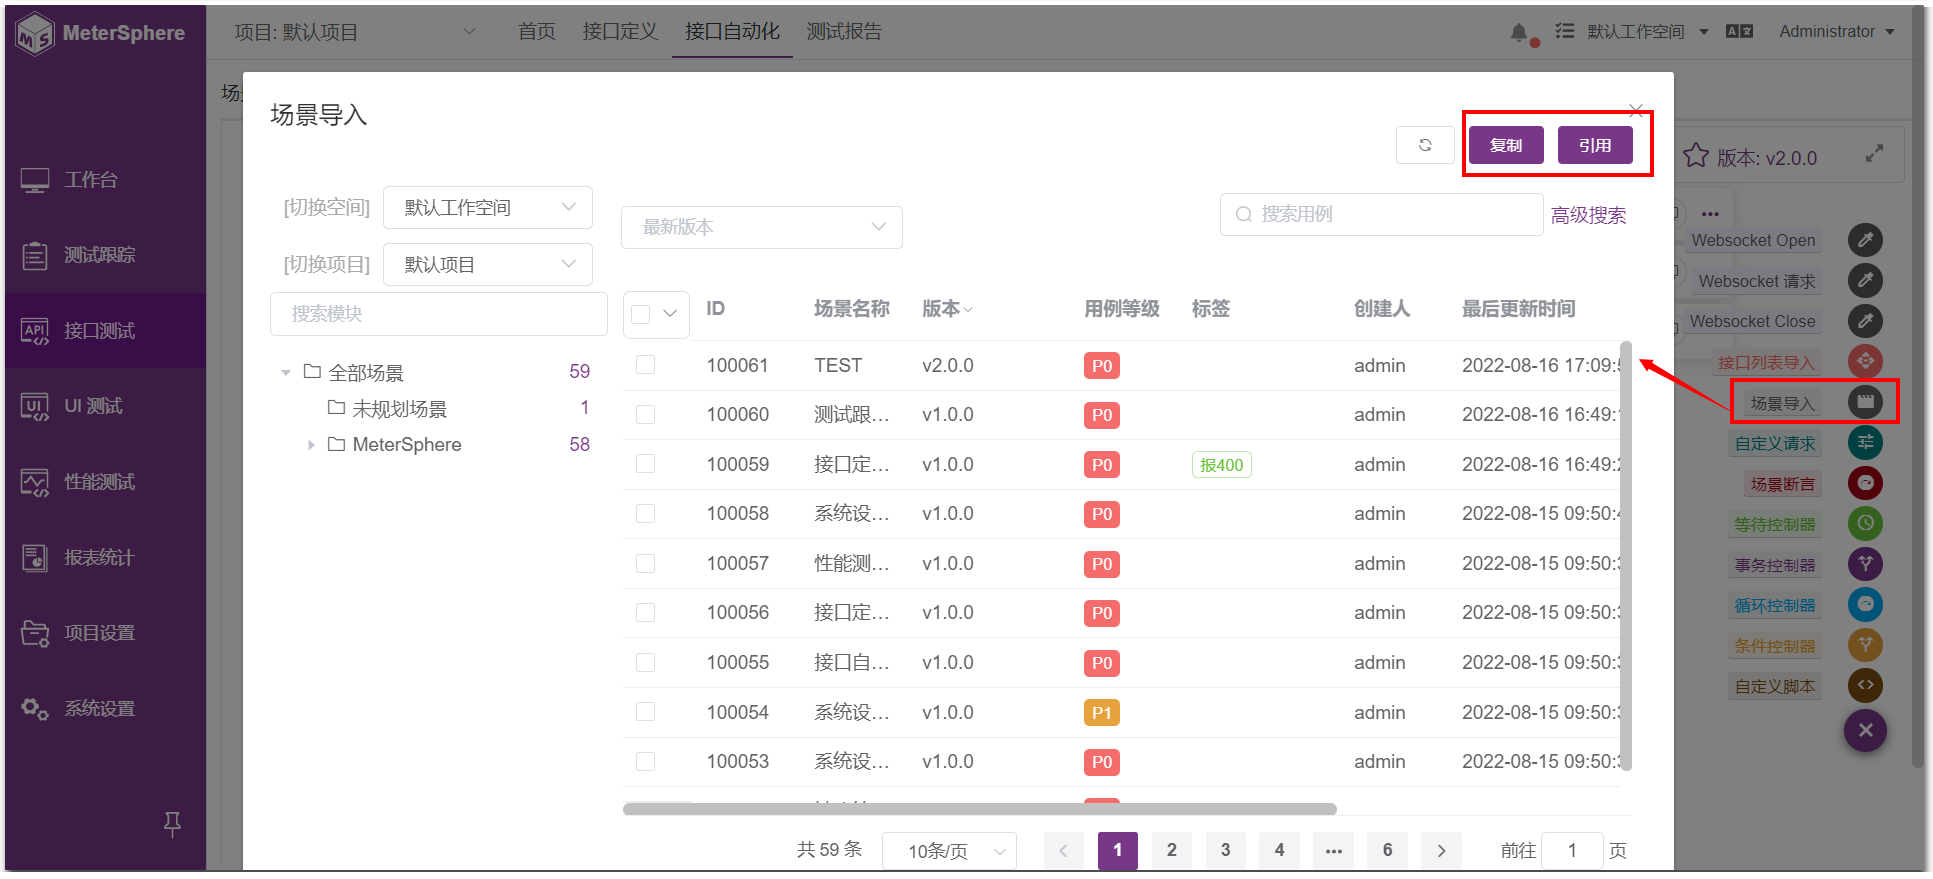 MeterSphere
项目: 默认项目
首页
接口定义
接口自动化
测试报告
默认工作空间
Administrator
工作台
测试跟踪
接口测试
UI 测试
性能测试
报表统计
项目设置
系统设置
场景导入
复制
引用
版本: v2.0.0
[切换空间]
默认工作空间
最新版本
搜索用例
高级搜索
[切换项目]
默认项目
搜索模块
全部场景 59
未规划场景 1
MeterSphere 58
ID 场景名称 版本 用例等级 标签 创建人 最后更新时间
100061 TEST v2.0.0 P0 admin 2022-08-16 17:09:5
100060 测试跟... v1.0.0 P0 admin 2022-08-16 16:49:
100059 接口定... v1.0.0 P0 报400 admin 2022-08-16 16:49:2
100058 系统设... v1.0.0 P0 admin 2022-08-15 09:50:4
100057 性能测... v1.0.0 P0 admin 2022-08-15 09:50:3
100056 接口定... v1.0.0 P0 admin 2022-08-15 09:50:3
100055 接口自... v1.0.0 P0 admin 2022-08-15 09:50:3
100054 系统设... v1.0.0 P1 admin 2022-08-15 09:50:3
100053 系统设... v1.0.0 P0 admin 2022-08-15 09:50:3
共 59 条
10条/页
1 2 3 4 ... 6
前往 1 页
Websocket Open
Websocket 请求
Websocket Close
接口列表导入
场景导入
自定义请求
场景断言
等待控制器
事务控制器
循环控制器
条件控制器
自定义脚本